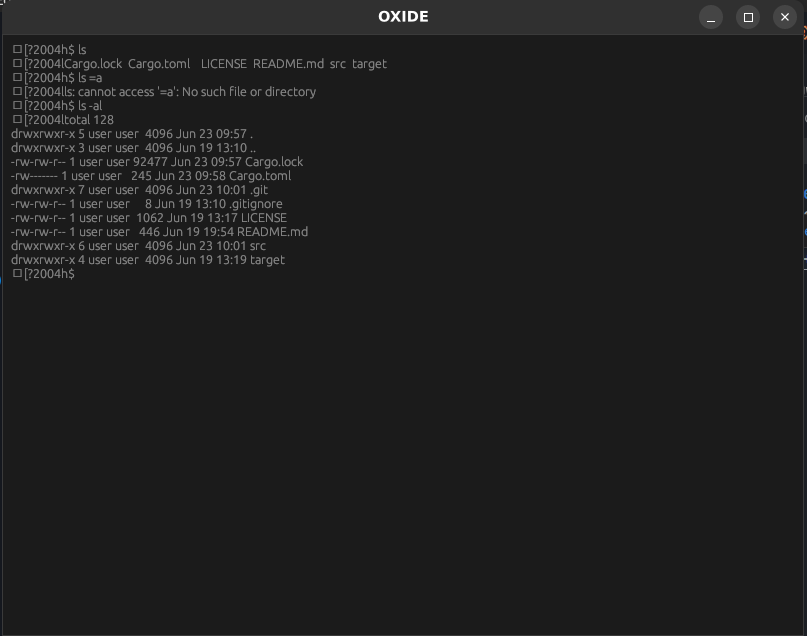 OXIDE
□[?2004h$ ls
□[?2004lCargo.lock  Cargo.toml   LICENSE  README.md  src  target
□[?2004h$ ls =a
□[?2004lls: cannot access '=a': No such file or directory
□[?2004h$ ls -al
□[?2004ltotal 128
drwxrwxr-x 5 user user  4096 Jun 23 09:57 .
drwxrwxr-x 3 user user  4096 Jun 19 13:10 ..
-rw-rw-r-- 1 user user 92477 Jun 23 09:57 Cargo.lock
-rw------- 1 user user   245 Jun 23 09:58 Cargo.toml
drwxrwxr-x 7 user user  4096 Jun 23 10:01 .git
-rw-rw-r-- 1 user user     8 Jun 19 13:10 .gitignore
-rw-rw-r-- 1 user user  1062 Jun 19 13:17 LICENSE
-rw-rw-r-- 1 user user   446 Jun 19 19:54 README.md
drwxrwxr-x 6 user user  4096 Jun 23 10:01 src
drwxrwxr-x 4 user user  4096 Jun 19 13:19 target
□[?2004h$